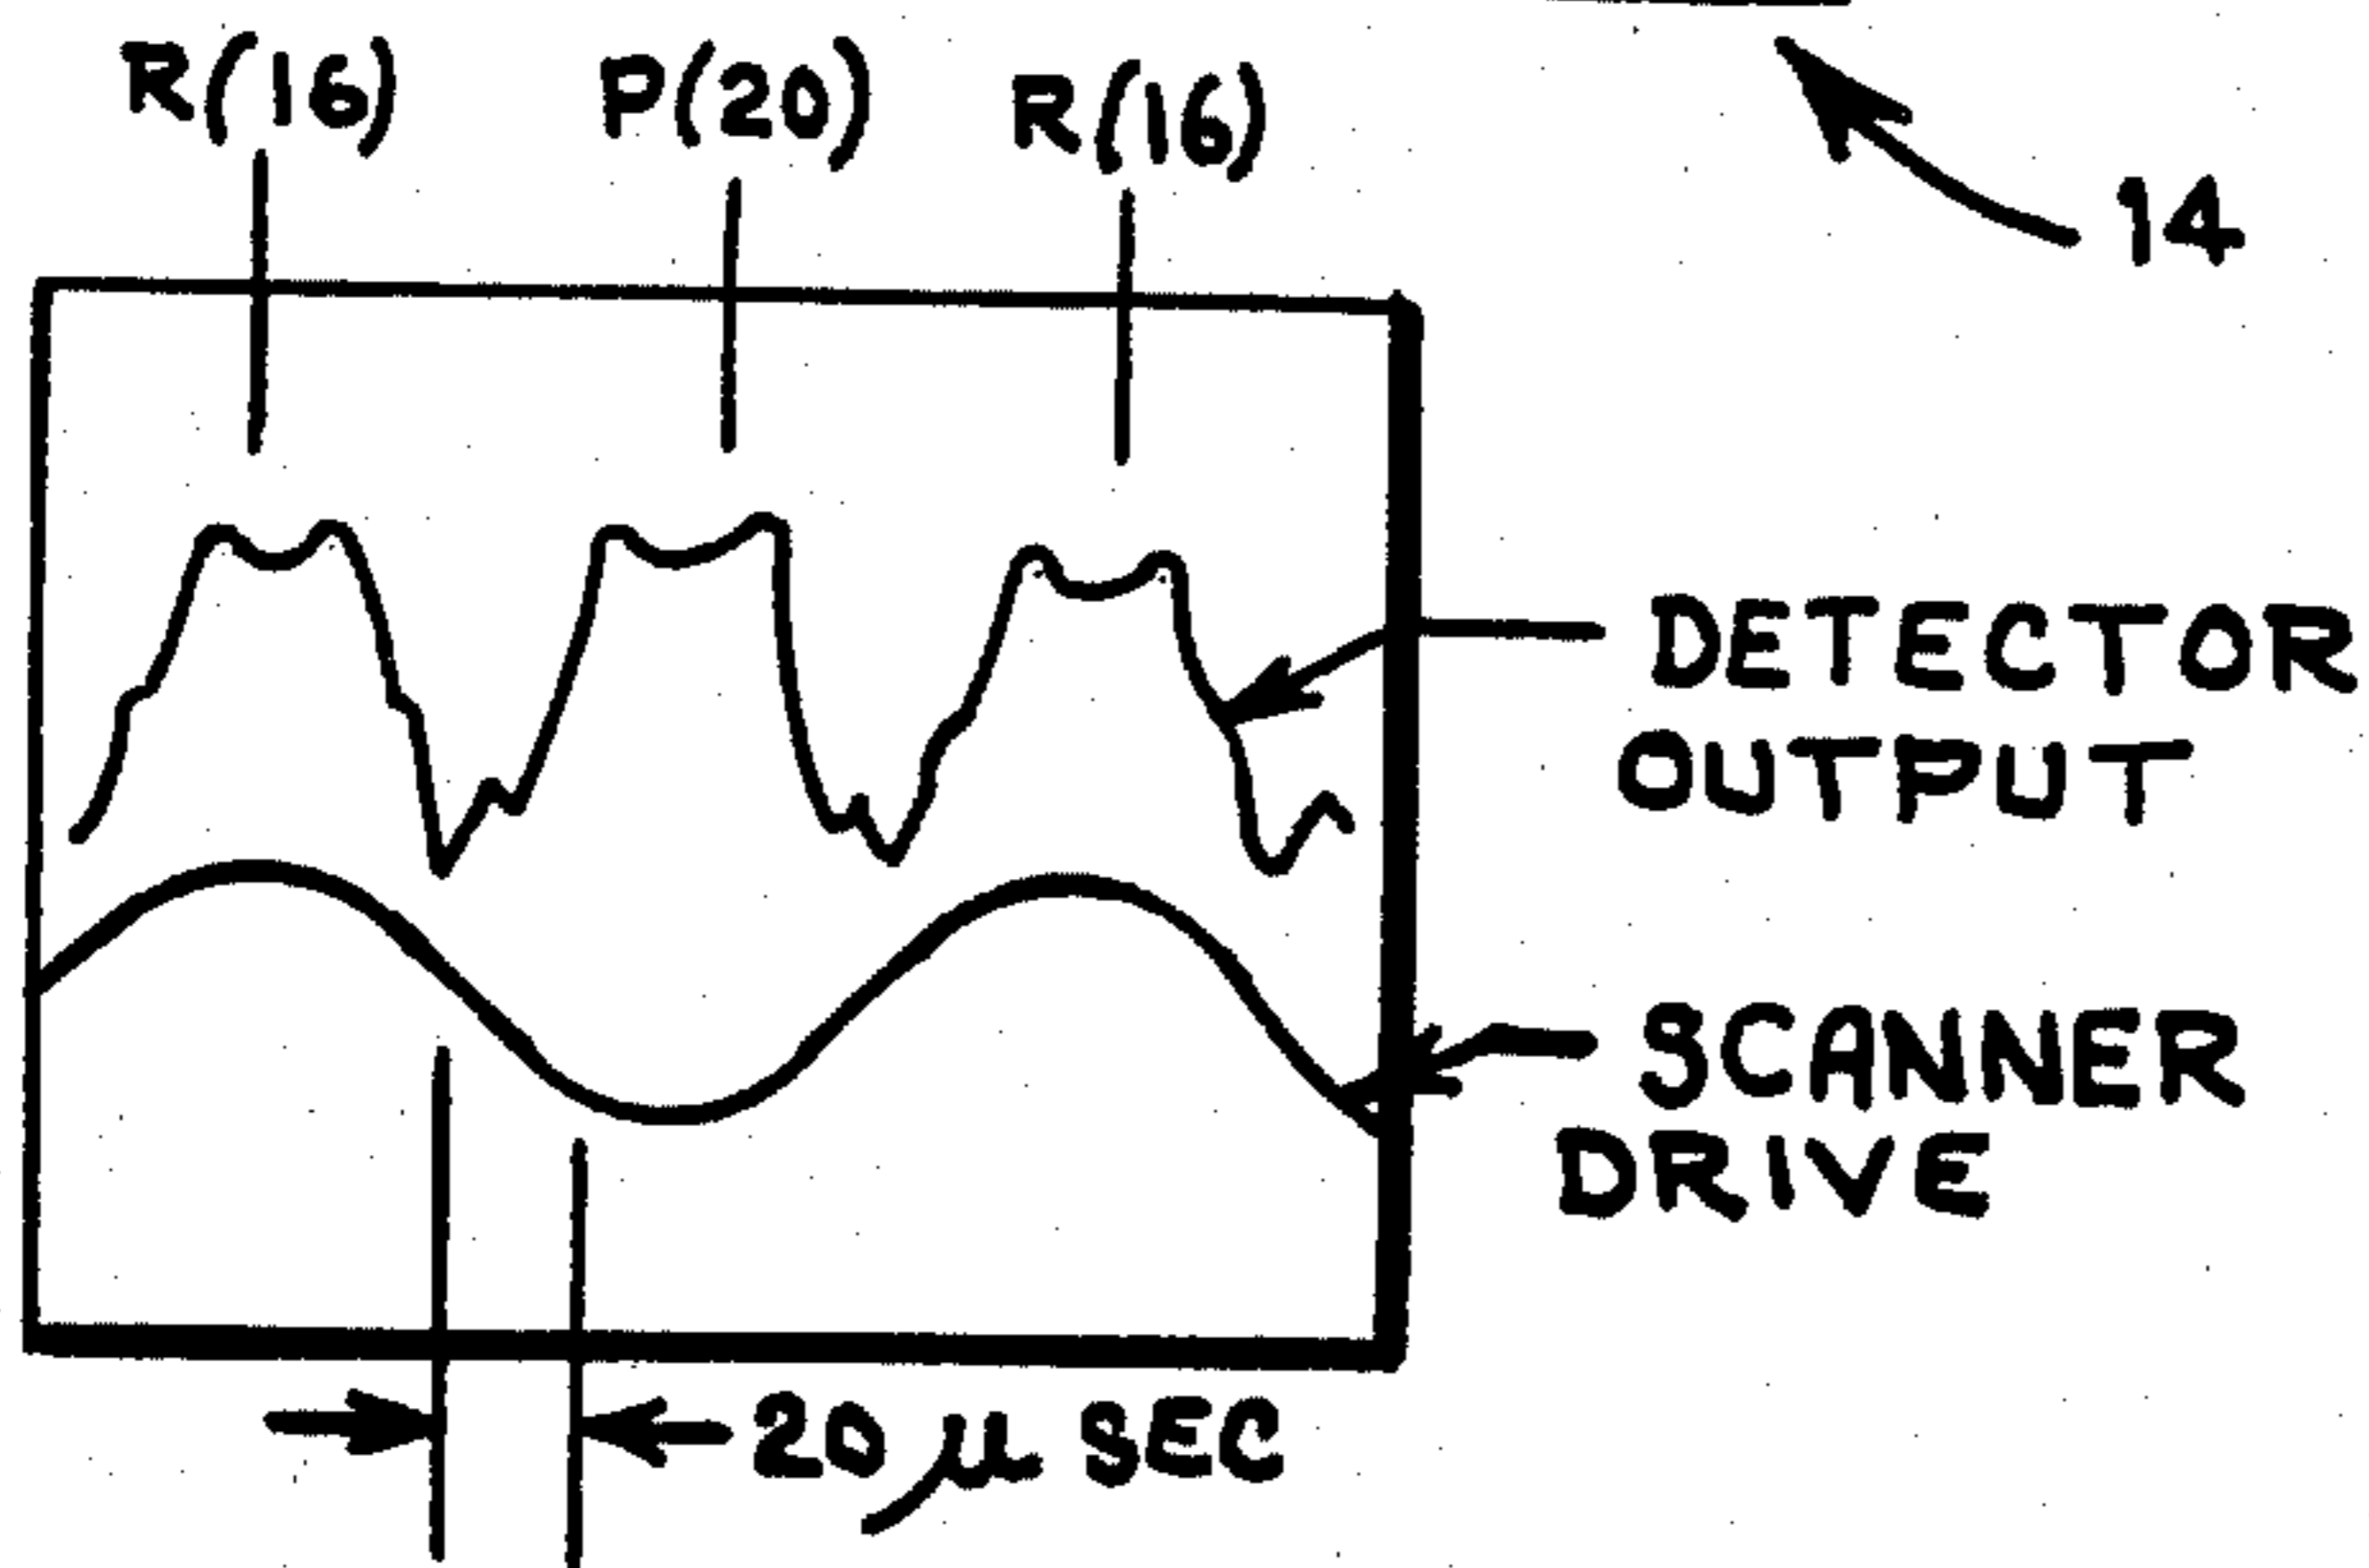 R(16) P(20) R(16)
14
DETECTOR
OUTPUT
SCANNER
DRIVE
20 μ SEC